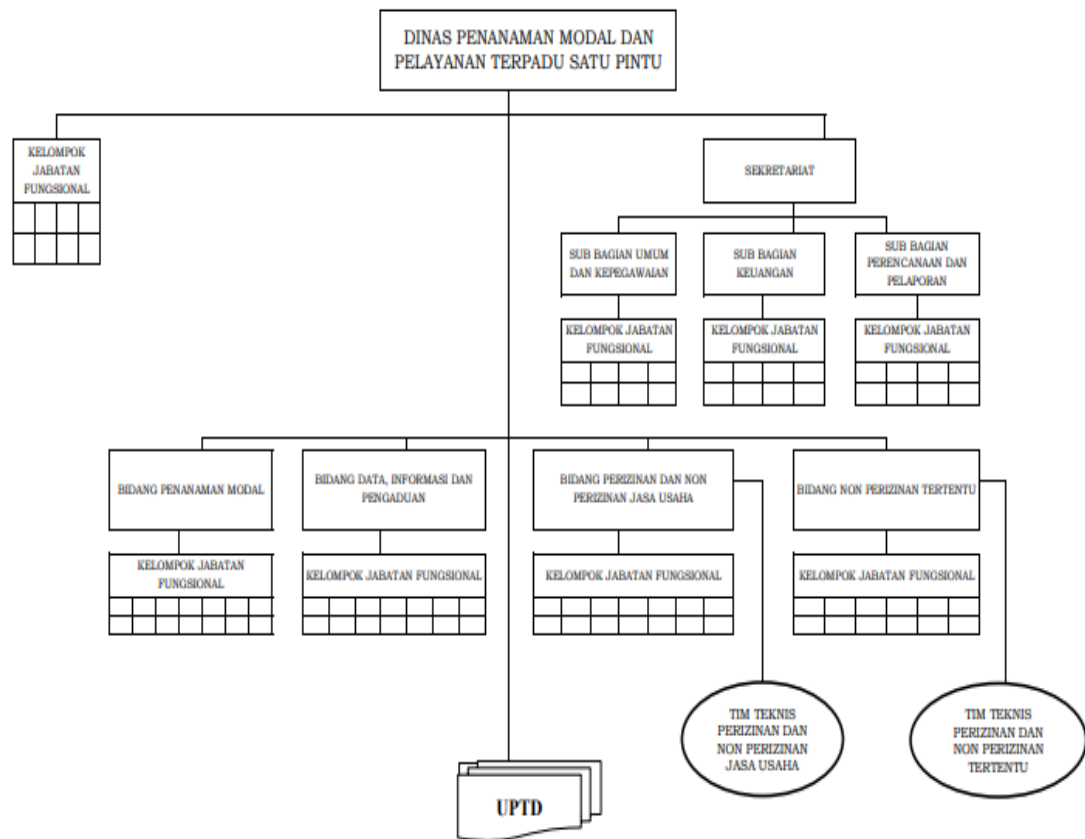 DINAS PENANAMAN MODAL DAN
PELAYANAN TERPADU SATU PINTU
KELOMPOK
JABATAN
FUNGSIONAL
SEKRETARIAT
SUB BAGIAN UMUM
DAN KEPEGAWAIAN
SUB BAGIAN
KEUANGAN
SUB BAGIAN
PERENCANAAN DAN
PELAPORAN
KELOMPOK JABATAN
FUNGSIONAL
KELOMPOK JABATAN
FUNGSIONAL
KELOMPOK JABATAN
FUNGSIONAL
BIDANG PENANAMAN MODAL
BIDANG DATA, INFORMASI DAN
PENGADUAN
BIDANG PERIZINAN DAN NON
PERIZINAN JASA USAHA
BIDANG NON PERIZINAN TERTENTU
KELOMPOK JABATAN
FUNGSIONAL
KELOMPOK JABATAN FUNGSIONAL
KELOMPOK JABATAN FUNGSIONAL
KELOMPOK JABATAN FUNGSIONAL
TIM TEKNIS
PERIZINAN DAN
NON PERIZINAN
JASA USAHA
TIM TEKNIS
PERIZINAN DAN
NON PERIZINAN
TERTENTU
UPTD